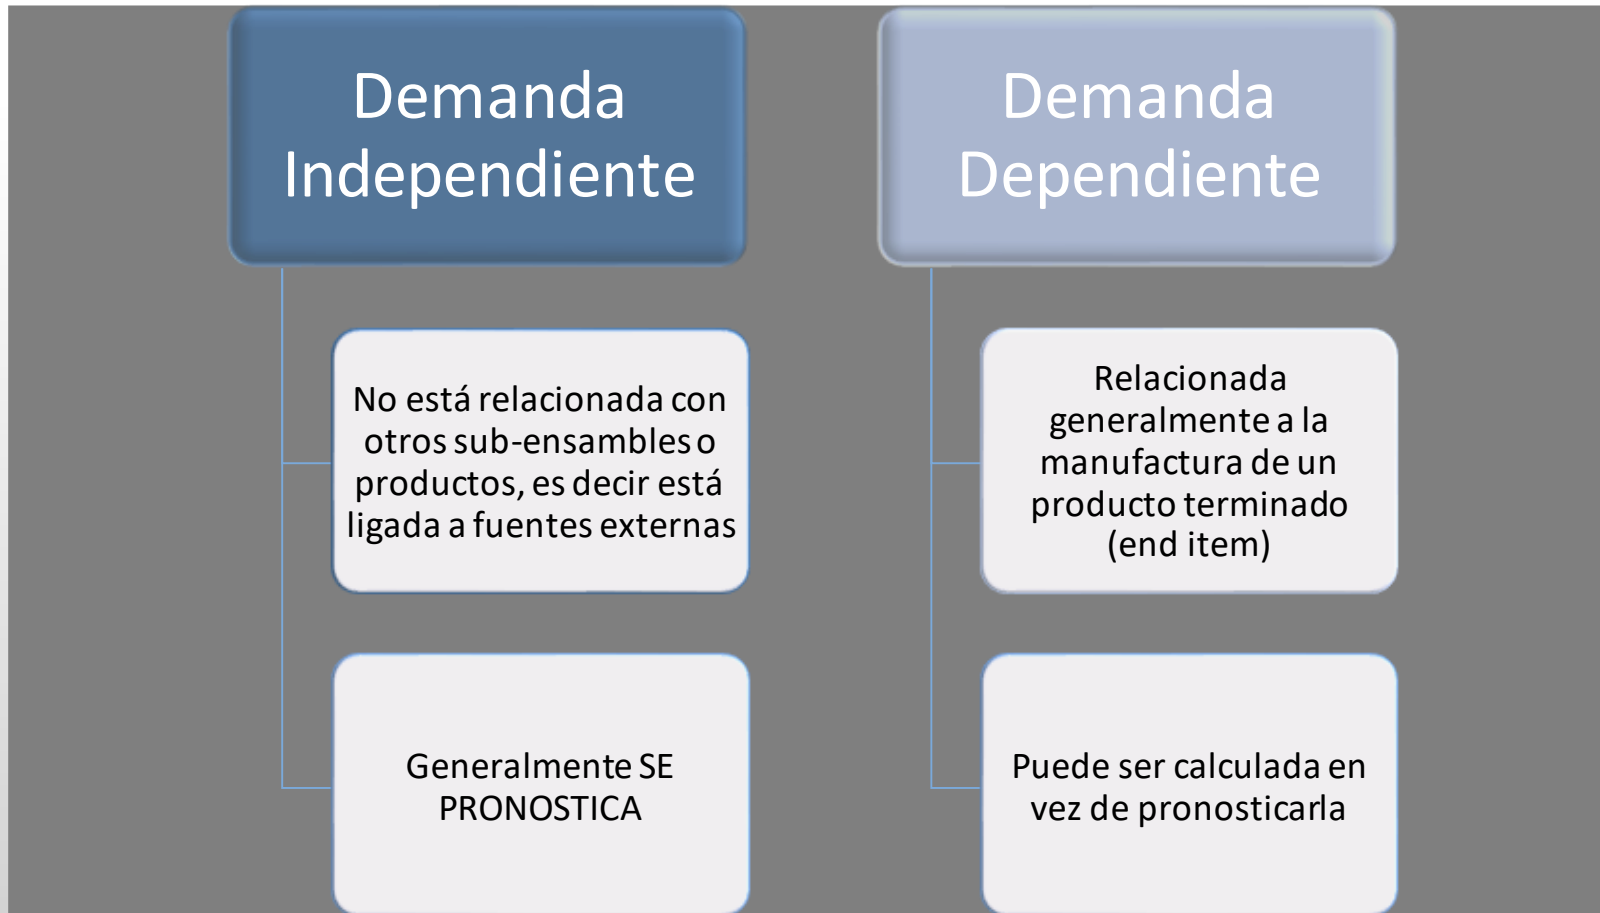 Demanda
Independiente
No está relacionada con
otros sub-ensambles o
productos, es decir está
ligada a fuentes externas
Generalmente SE
PRONOSTICA
Demanda
Dependiente
Relacionada
generalmente a la
manufactura de un
producto terminado
(end item)
Puede ser calculada en
vez de pronosticarla